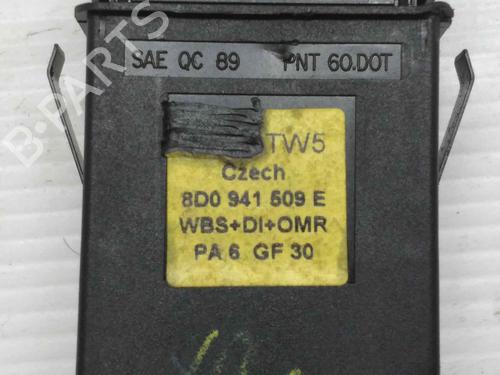 SAE QC 89 PNT 60.DOT
TW5
Czech
8D0 941 509 E
WBS+DI+OMR
PA 6 GF 30
B-PARTS